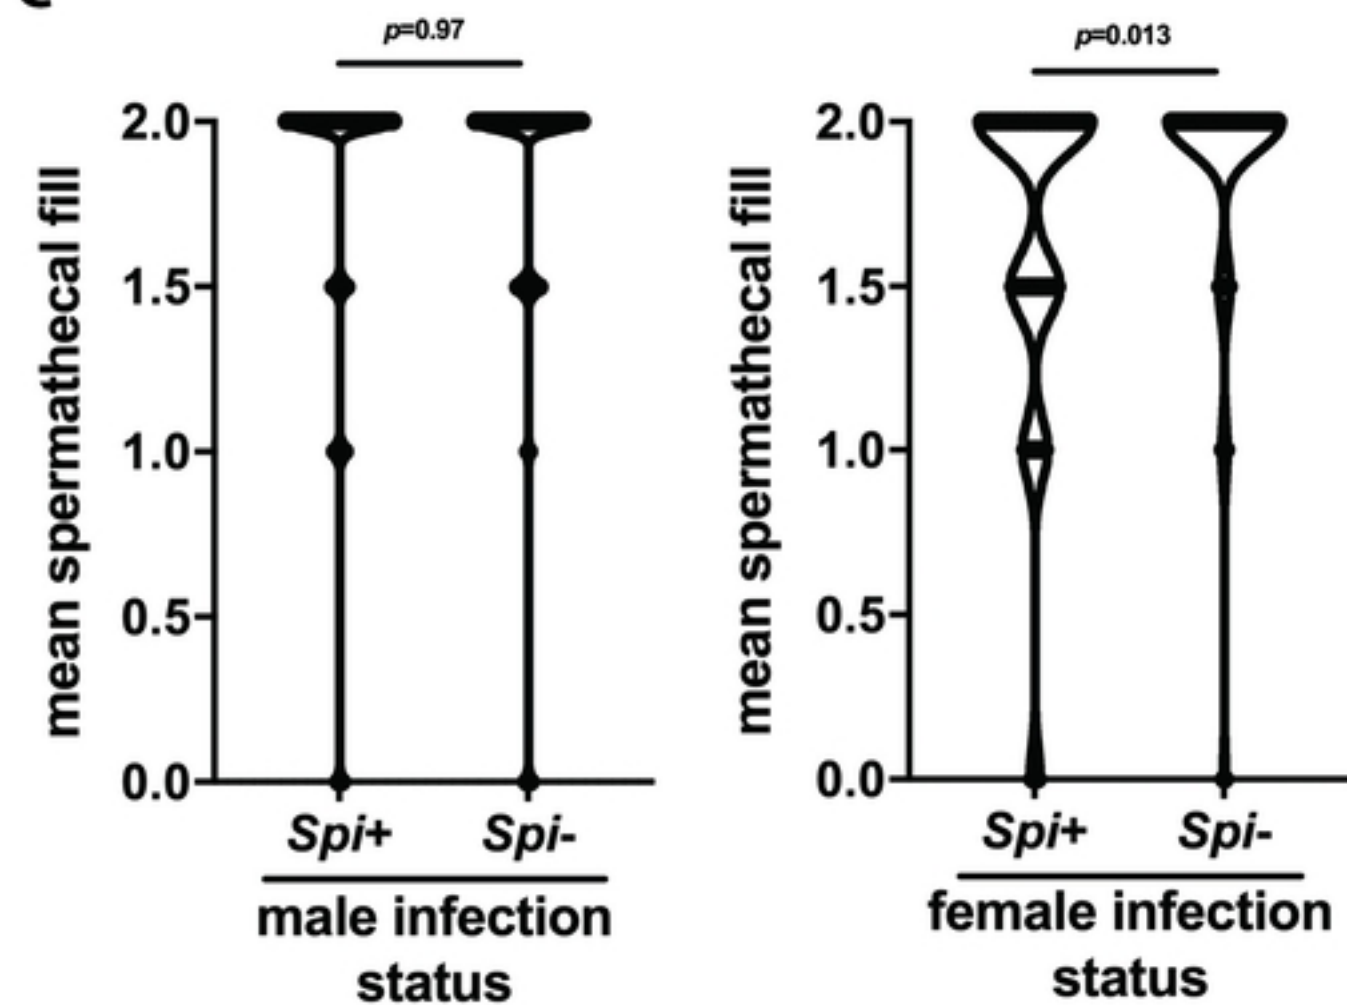 p=0.97
mean spermathecal fill
2.0
1.5
1.0
0.5
0.0
Spi+ Spi-
male infection
status
p=0.013
mean spermathecal fill
2.0
1.5
1.0
0.5
0.0
Spi+ Spi-
female infection
status